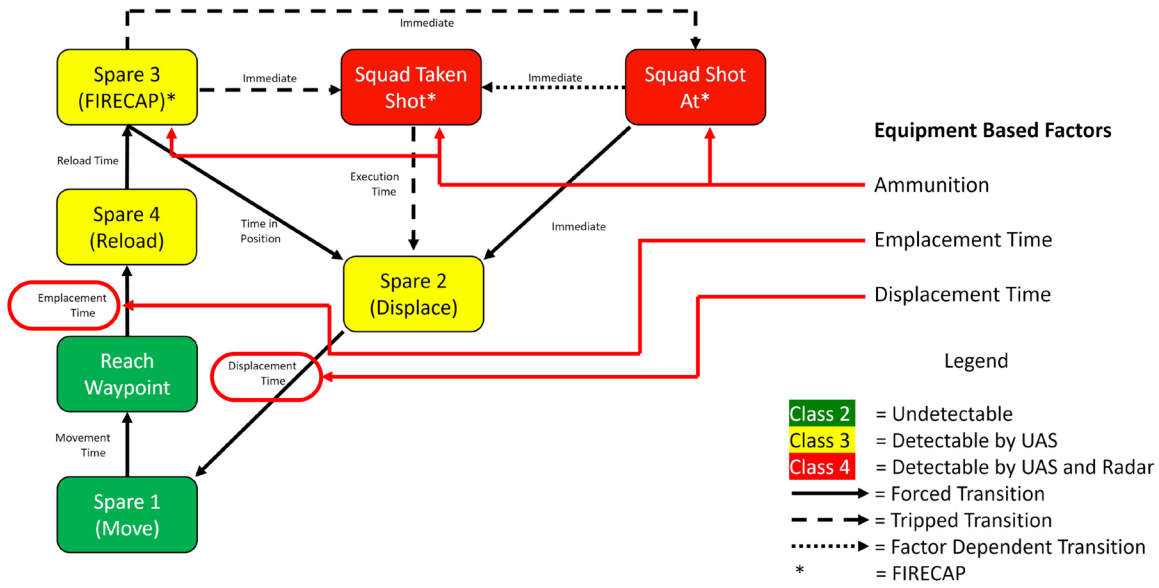 Immediate
Spare 3
(FIRECAP)*
Immediate
Squad Taken
Shot*
Immediate
Squad Shot
At*
Equipment Based Factors
Reload Time
Execution
Time
Ammunition
Spare 4
(Reload)
Time in
Position
Immediate
Emplacement Time
Spare 2
(Displace)
Emplacement
Time
Displacement Time
Reach
Waypoint
Displacement
Time
Legend
Class 2 = Undetectable
Movement
Time
Class 3 = Detectable by UAS
Class 4 = Detectable by UAS and Radar
Spare 1
(Move)
= Forced Transition
= Tripped Transition
= Factor Dependent Transition
* = FIRECAP